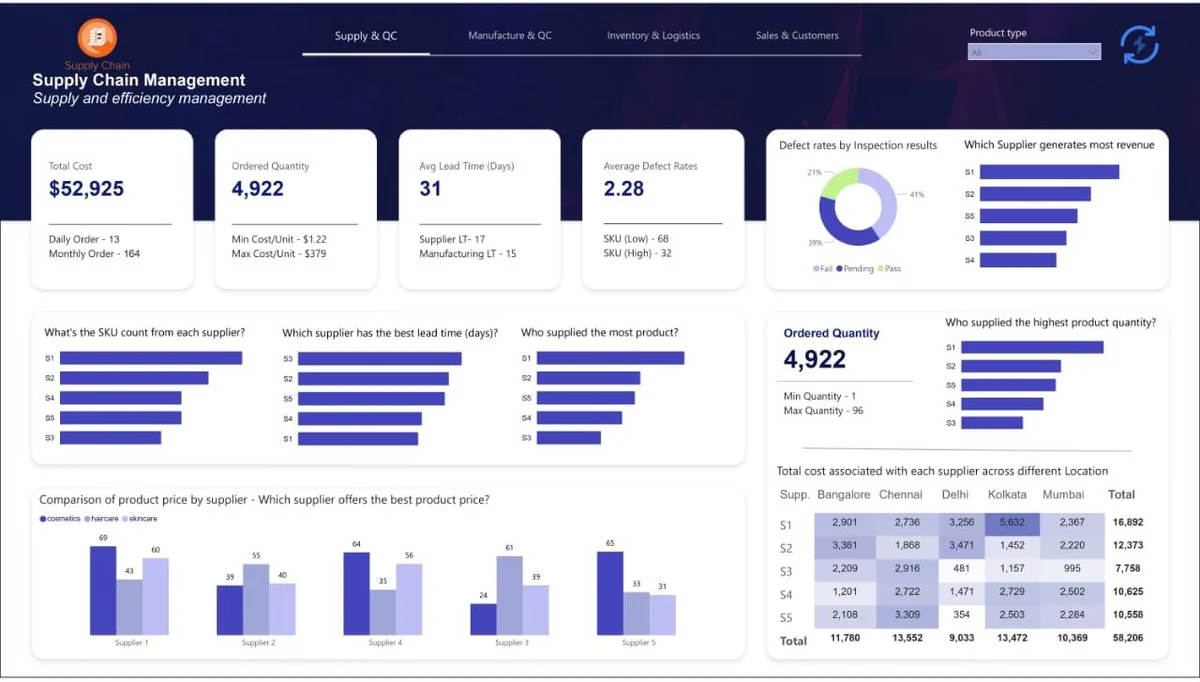 Supply Chain
Supply Chain Management
Supply and efficiency management
Supply & QC
Manufacture & QC
Inventory & Logistics
Sales & Customers
Product type
All
Total Cost
$52,925
Daily Order - 13
Monthly Order - 164
Ordered Quantity
4,922
Min Cost/Unit - $1.22
Max Cost/Unit - $379
Avg Lead Time (Days)
31
Supplier LT- 17
Manufacturing LT - 15
Average Defect Rates
2.28
SKU (Low) - 68
SKU (High) - 32
Defect rates by Inspection results
21%
41%
39%
Fail Pending Pass
Which Supplier generates most revenue
S1
S2
S5
S3
S4
What's the SKU count from each supplier?
S1
S2
S4
S5
S3
Which supplier has the best lead time (days)?
S3
S2
S5
S4
S1
Who supplied the most product?
S1
S2
S5
S4
S3
Ordered Quantity
4,922
Min Quantity - 1
Max Quantity - 96
Who supplied the highest product quantity?
S1
S2
S5
S4
S3
Comparison of product price by supplier - Which supplier offers the best product price?
cosmetics haircare skincare
69 43 60
39 55 40
64 35 56
24 61 39
65 33 31
Supplier 1 Supplier 2 Supplier 4 Supplier 3 Supplier 5
Total cost associated with each supplier across different Location
Supp. Bangalore Chennai Delhi Kolkata Mumbai Total
S1 2,901 2,736 3,256 5,632 2,367 16,892
S2 3,361 1,868 3,471 1,452 2,220 12,373
S3 2,209 2,916 481 1,157 995 7,758
S4 1,201 2,722 1,471 2,729 2,502 10,625
S5 2,108 3,309 354 2,503 2,284 10,558
Total 11,780 13,552 9,033 13,472 10,369 58,206